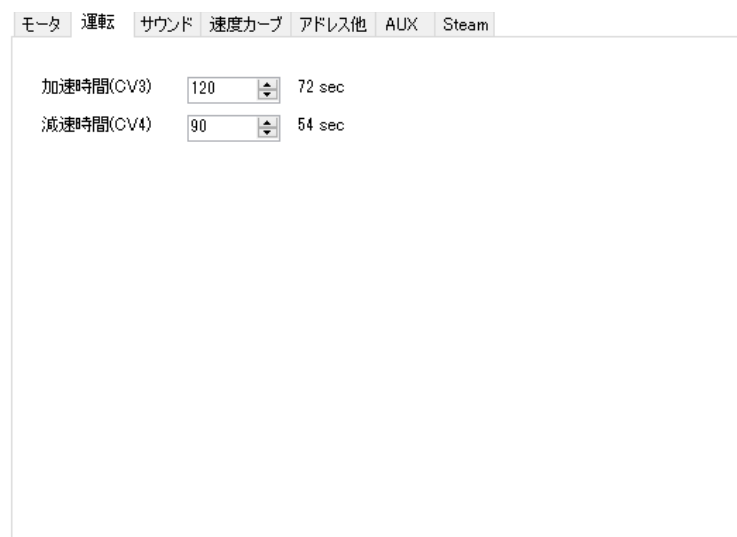 モータ 運転 サウンド 速度カーブ アドレス他 AUX Steam
加速時間(CV3) 120 72 sec
減速時間(CV4) 90 54 sec